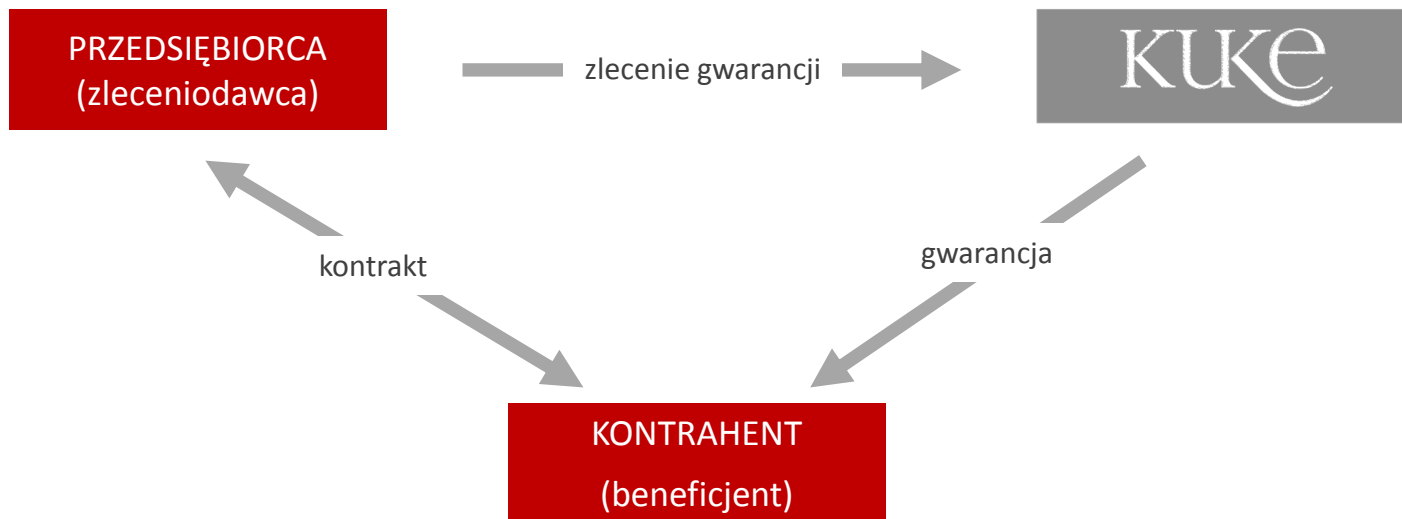 PRZEDSIĘBIORCA
(zleceniodawca)
zlecenie gwarancji
KUKe
kontrakt
gwarancja
KONTRAHENT
(beneficjent)